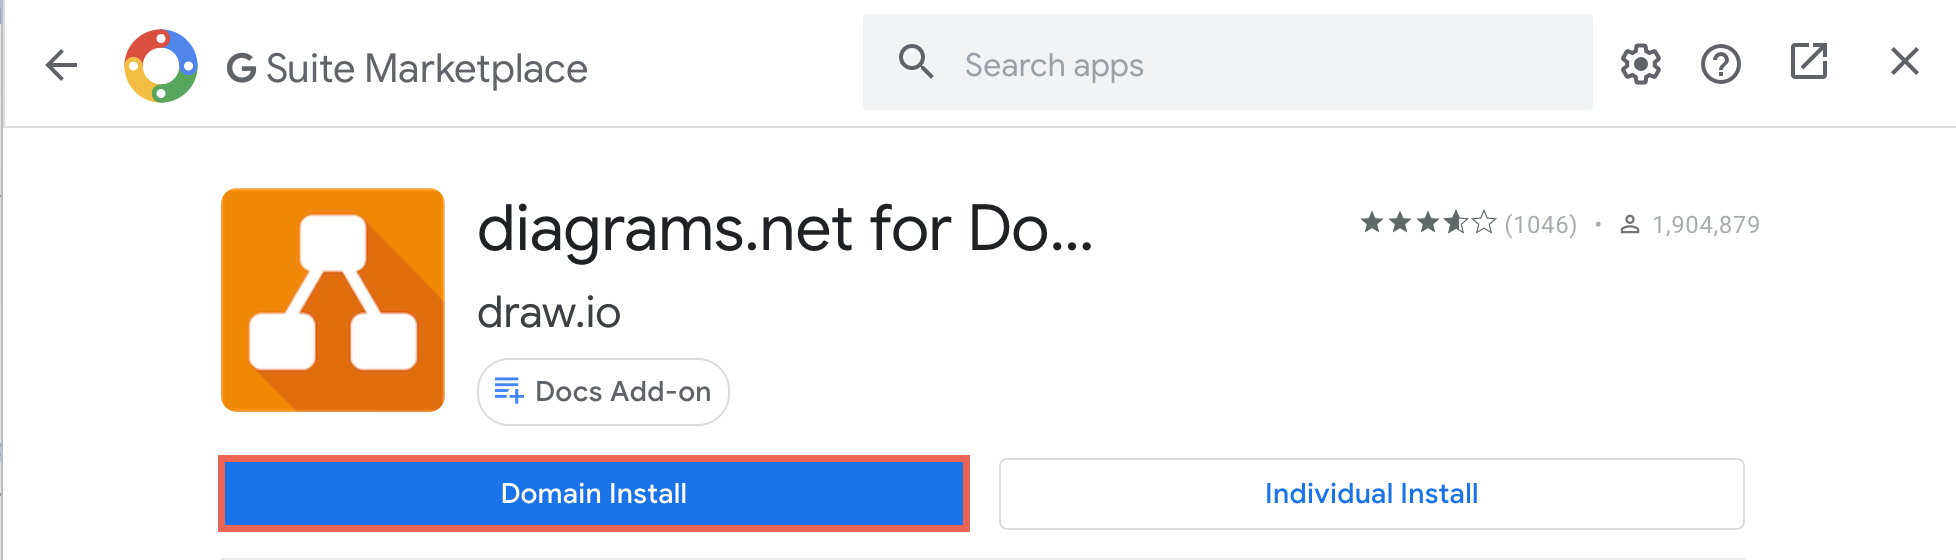 G Suite Marketplace
Search apps
diagrams.net for Do...
(1046) • 1,904,879
draw.io
Docs Add-on
Domain Install
Individual Install